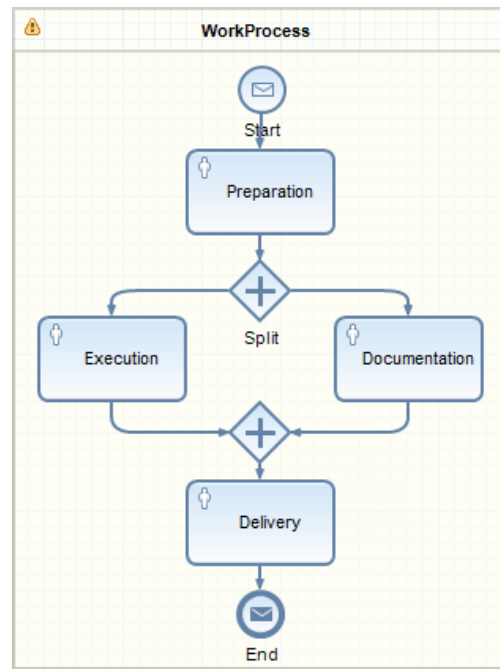 WorkProcess
Start
Preparation
Split
Execution
Documentation
Delivery
End